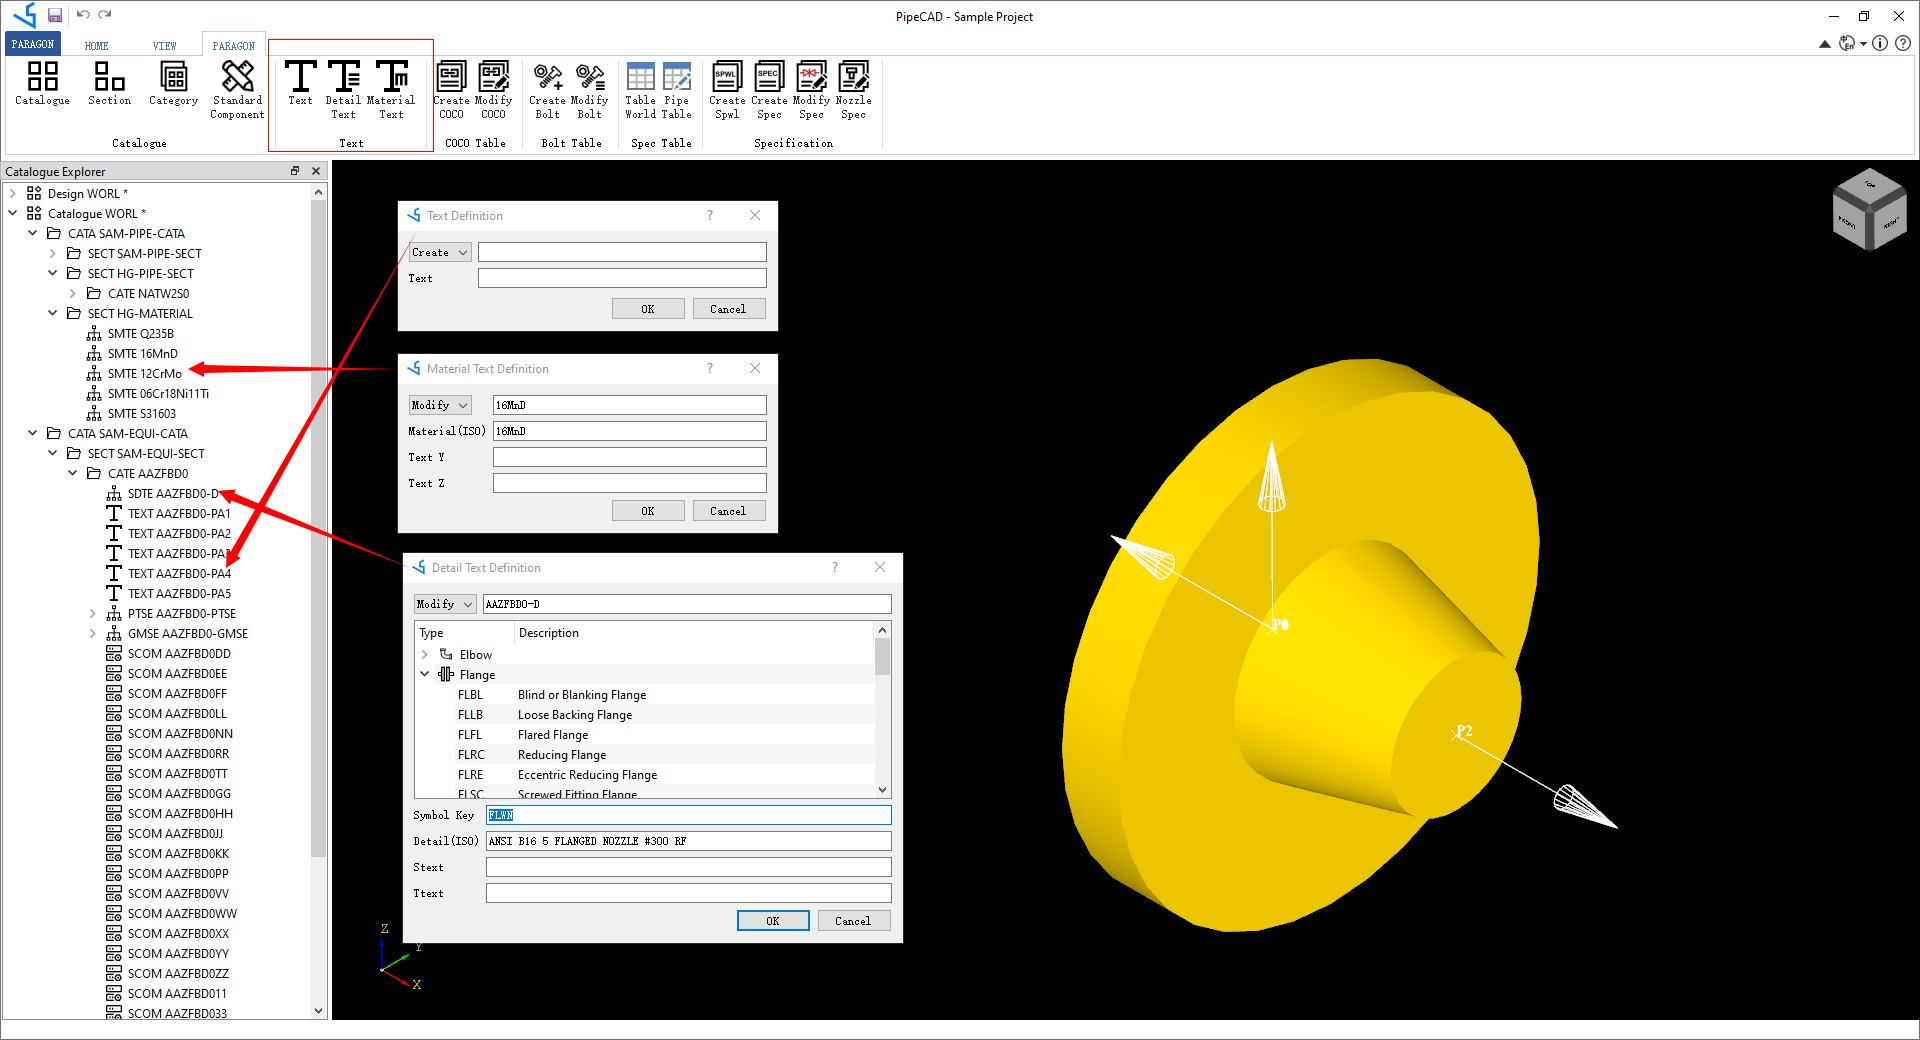 PipeCAD - Sample Project
PARAGON HOME VIEW PARAGON
Catalogue
Section
Category
Standard Component
Catalogue
Text
Detail Text
Material Text
Text
Create COCO
Modify COCO
COCO Table
Create Bolt
Modify Bolt
Bolt Table
Table World
Pipe Table
Spec Table
SPWL
Create Spwl
SPEC
Create Spec
Modify Spec
Nozzle Spec
Specification
Catalogue Explorer
Design WORL *
Catalogue WORL *
CATA SAM-PIPE-CATA
SECT SAM-PIPE-SECT
SECT HG-PIPE-SECT
CATE NATW2S0
SECT HG-MATERIAL
SMTE Q235B
SMTE 16MnD
SMTE 12CrMo
SMTE 06Cr18Ni11Ti
SMTE S31603
CATA SAM-EQUI-CATA
SECT SAM-EQUI-SECT
CATE AAZFBD0
SDTE AAZFBD0-D
TEXT AAZFBD0-PA1
TEXT AAZFBD0-PA2
TEXT
TEXT AAZFBD0-PA4
TEXT AAZFBD0-PA5
PTSE AAZFBD0-PTSE
GMSE AAZFBD0-GMSE
SCOM AAZFBD0DD
SCOM AAZFBD0EE
SCOM AAZFBD0FF
SCOM AAZFBD0LL
SCOM AAZFBD0NN
SCOM AAZFBD0RR
SCOM AAZFBD0TT
SCOM AAZFBD0GG
SCOM AAZFBD0HH
SCOM AAZFBD0JJ
SCOM AAZFBD0KK
SCOM AAZFBD0PP
SCOM AAZFBD0VV
SCOM AAZFBD0WW
SCOM AAZFBD0XX
SCOM AAZFBD0YY
SCOM AAZFBD0ZZ
SCOM AAZFBD011
SCOM AAZFBD033
Text Definition
Create
Text
OK Cancel
Material Text Definition
Modify 16MnD
Material(ISO) 16MnD
Text Y
Text Z
OK Cancel
Detail Text Definition
Modify AAZFBD0-D
Type Description
Elbow
Flange
FLBL Blind or Blanking Flange
FLLB Loose Backing Flange
FLFL Flared Flange
FLRC Reducing Flange
FLRE Eccentric Reducing Flange
FLSC Screwed Fitting Flange
Symbol Key FLWN
Detail(ISO) ANSI B16 5 FLANGED NOZZLE #300 RF
Stext
Ttext
OK Cancel
Z
Y
X
P0
P2
TOP
FRONT
RIGHT